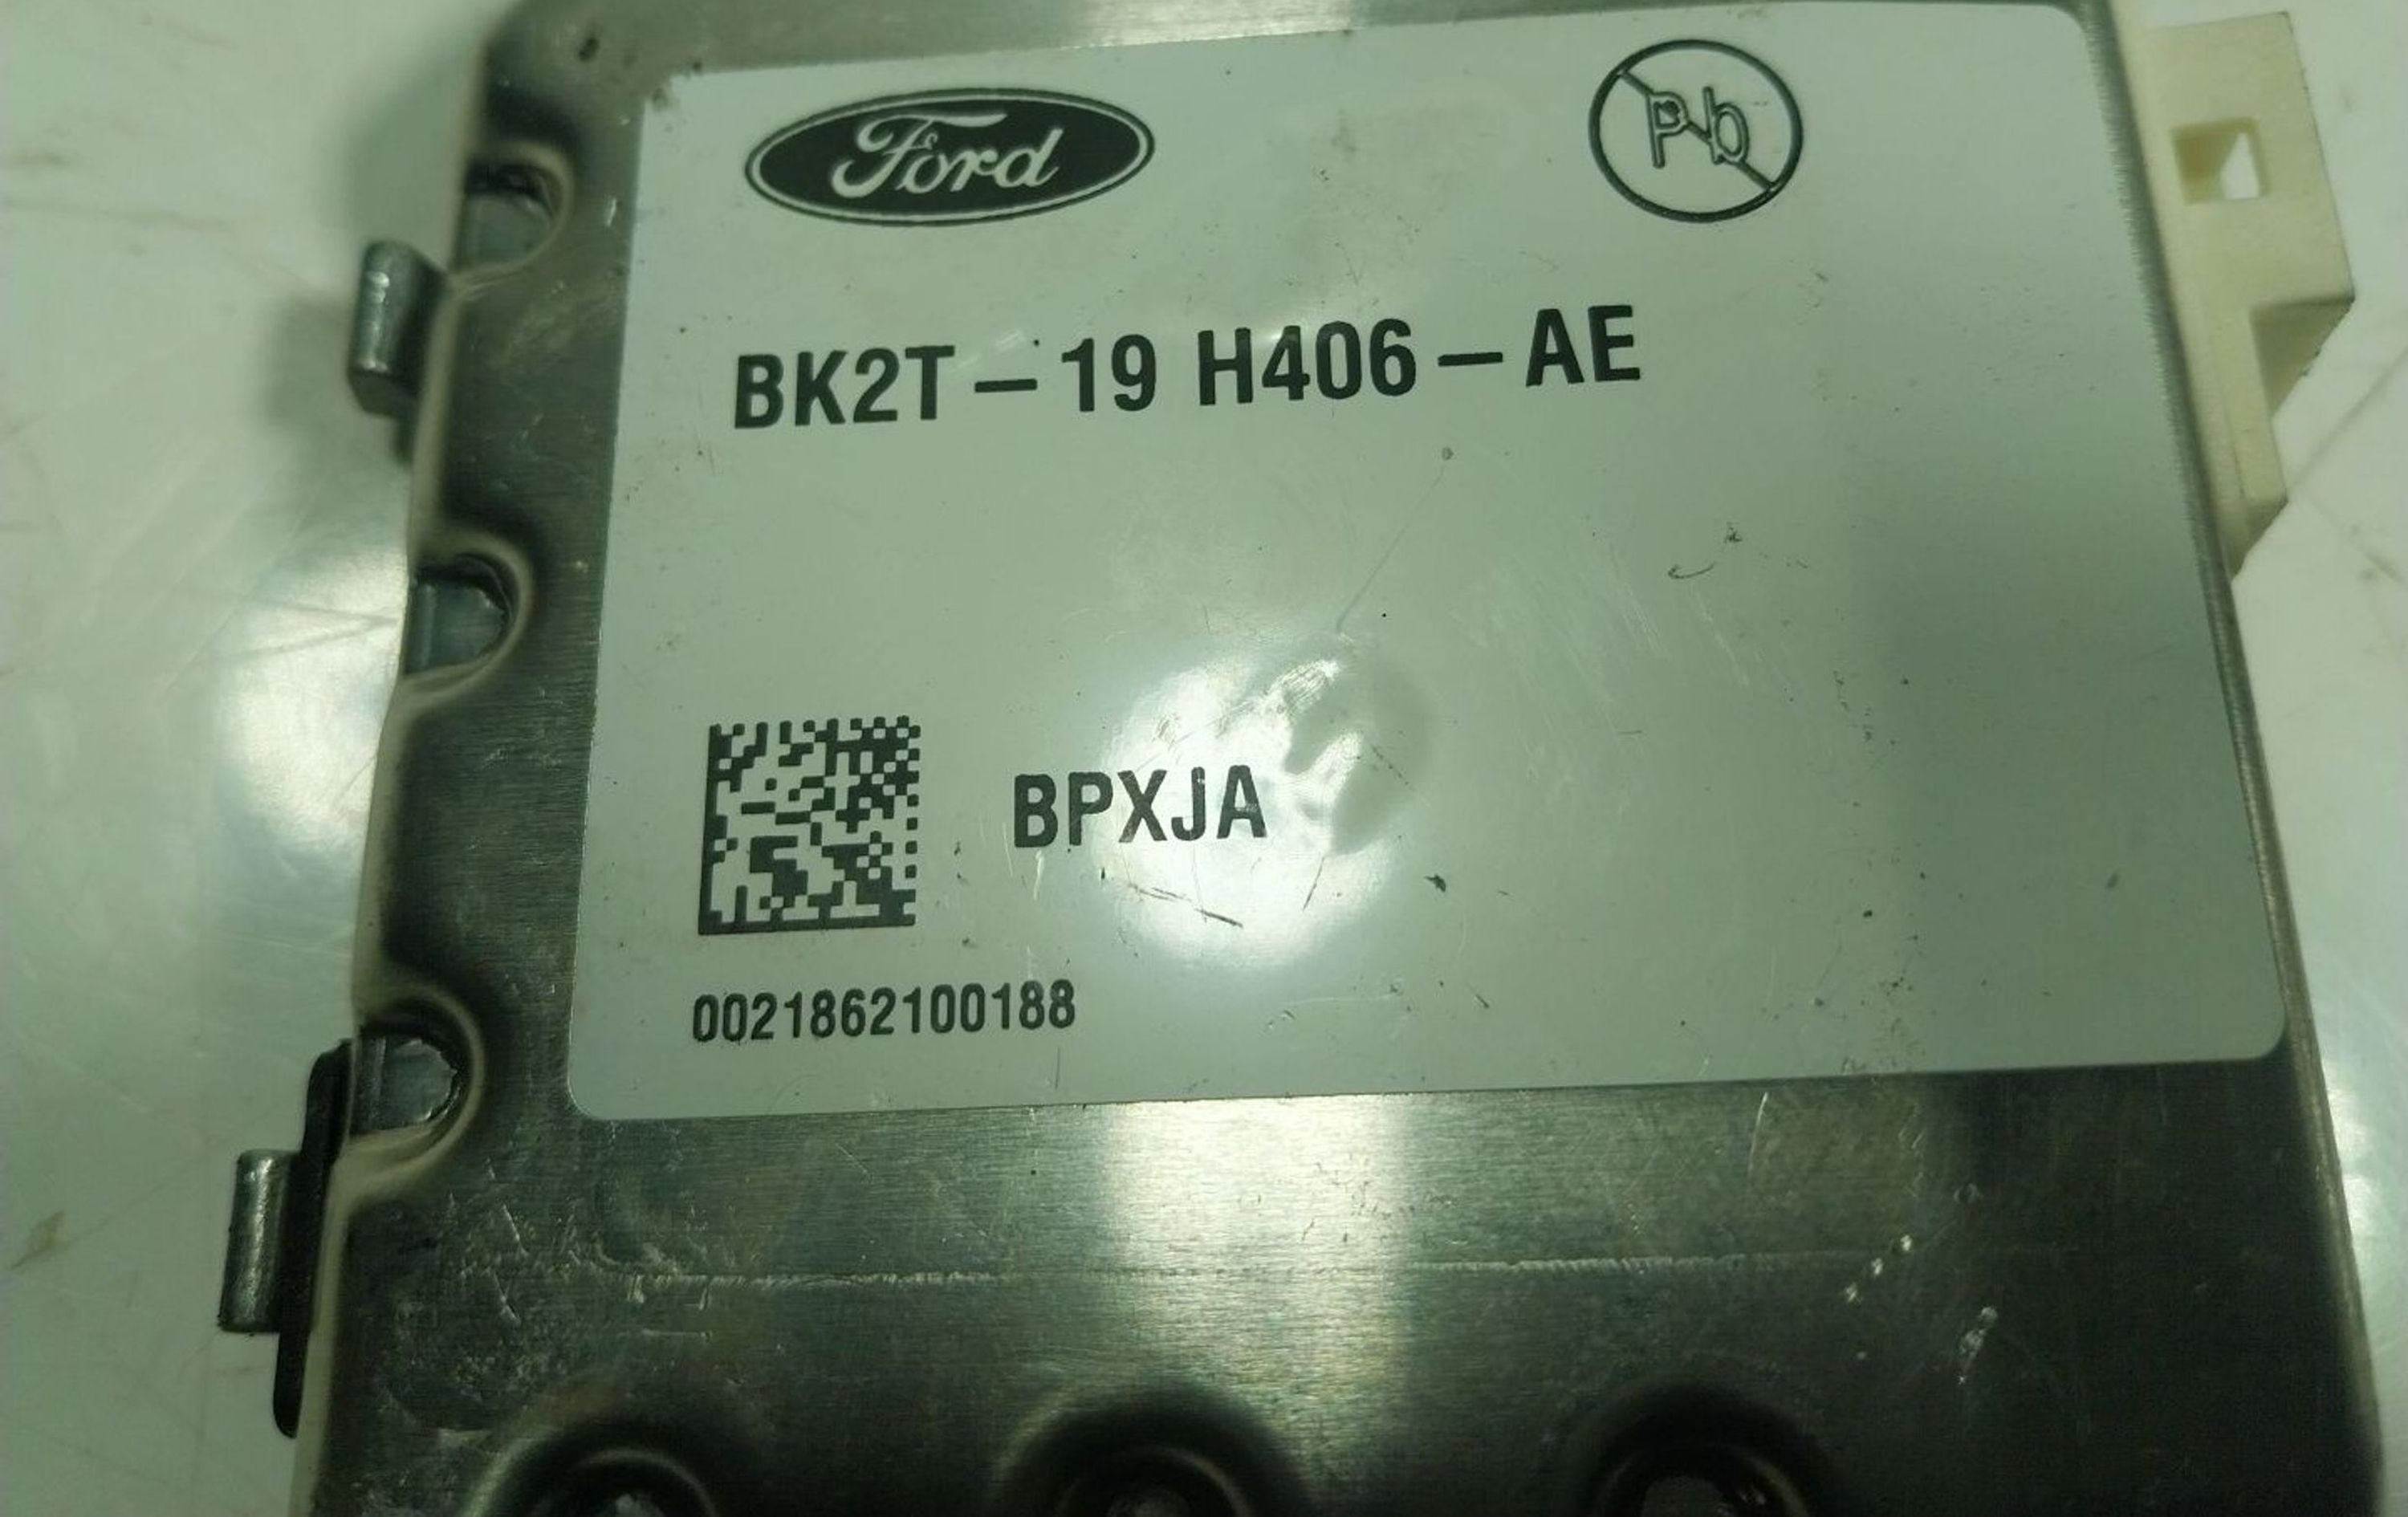 Ford
Pb
BK2T-19 H406-AE
BPXJA
0021862100188